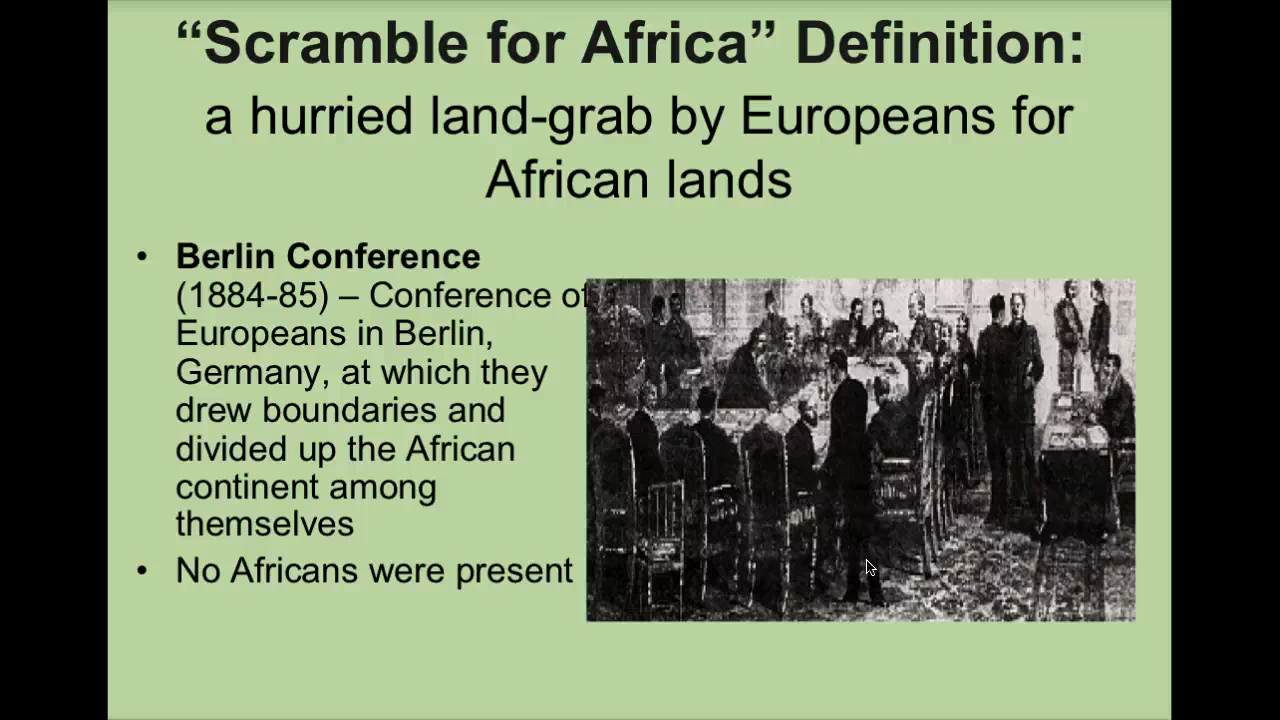 “Scramble for Africa” Definition:
a hurried land-grab by Europeans for
African lands
• Berlin Conference
(1884-85) – Conference of
Europeans in Berlin,
Germany, at which they
drew boundaries and
divided up the African
continent among
themselves
• No Africans were present